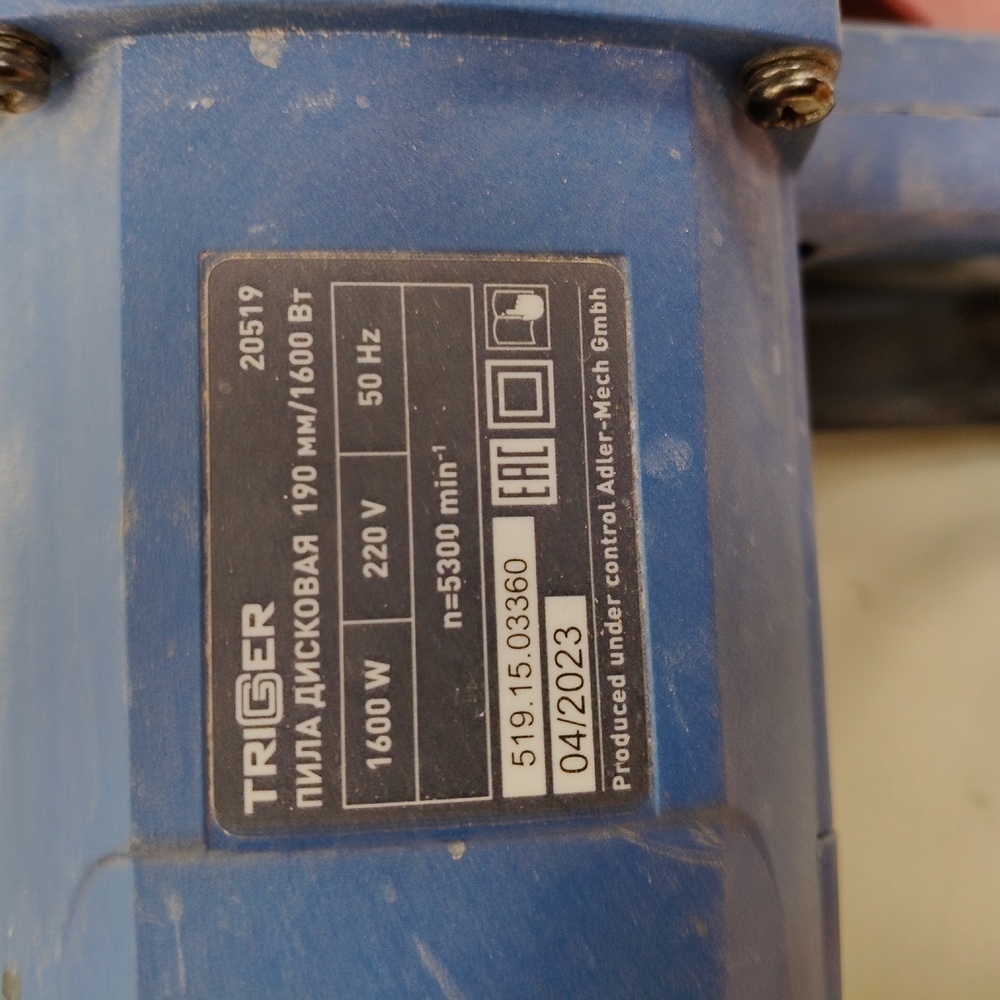 TRIGGER 20519
ПИЛА ДИСКОВАЯ 190 мм/1600 Вт
1600 W 220 V 50 Hz
n=5300 min⁻¹
519.15.03360 EAC
04/2023
Produced under control Adler-Mech Gmbh